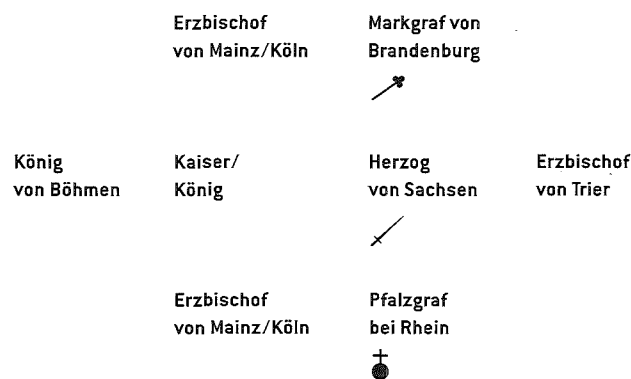 Erzbischof
von Mainz/Köln
Markgraf von
Brandenburg
König
von Böhmen
Kaiser/
König
Herzog
von Sachsen
Erzbischof
von Trier
Erzbischof
von Mainz/Köln
Pfalzgraf
bei Rhein